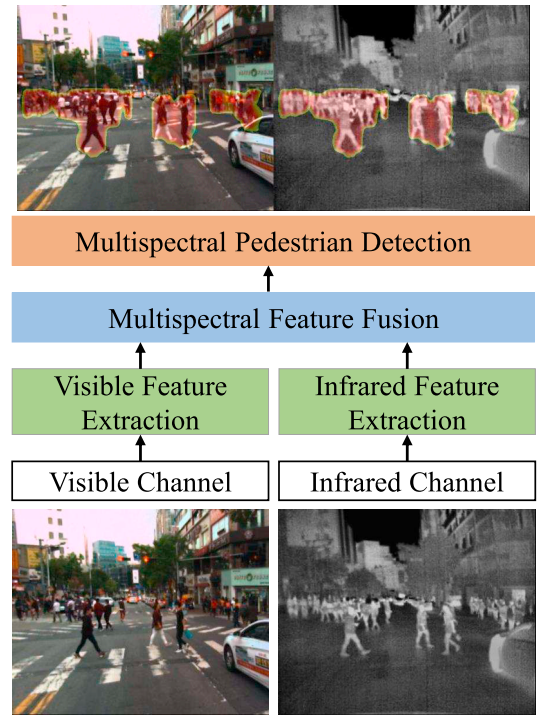 Multispectral Pedestrian Detection
Multispectral Feature Fusion
Visible Feature
Extraction
Infrared Feature
Extraction
Visible Channel
Infrared Channel